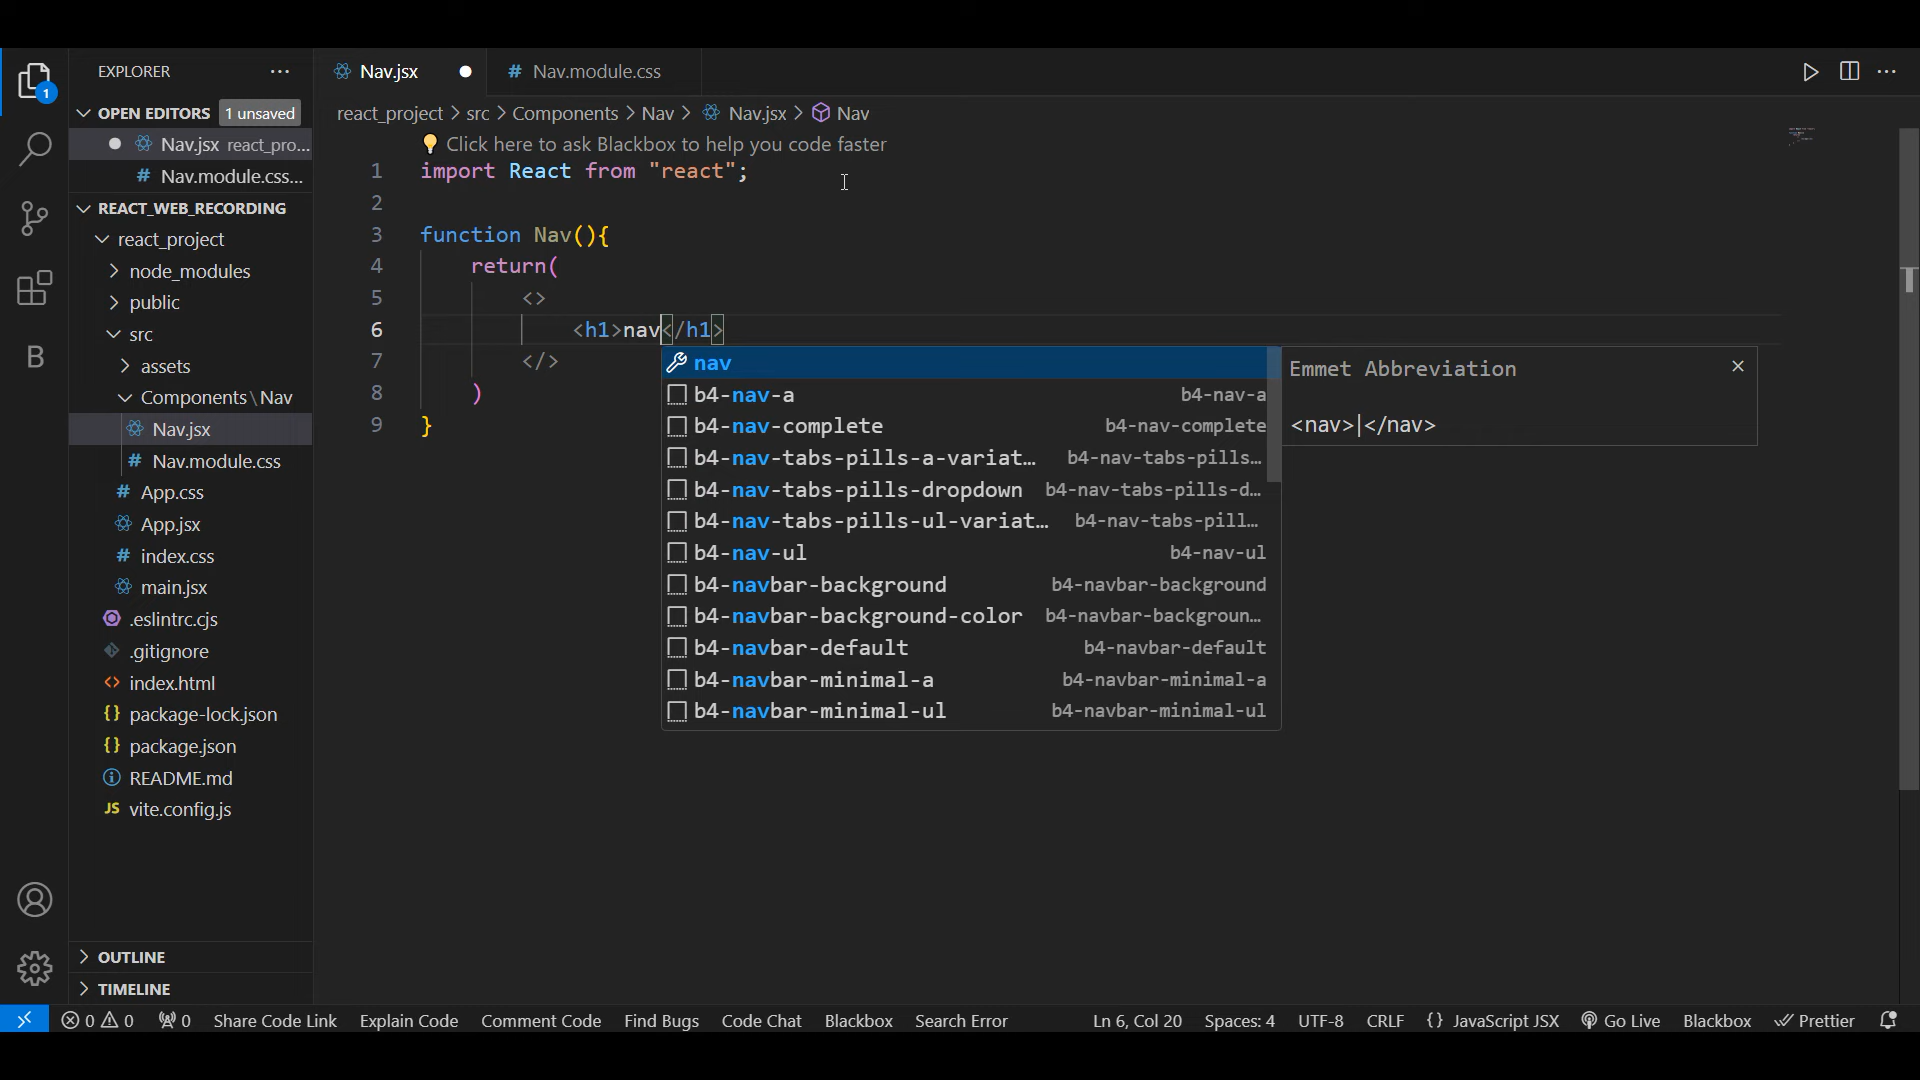 EXPLORER
Nav.jsx
# Nav.module.css
OPEN EDITORS 1 unsaved
react_project > src > Components > Nav > Nav.jsx > Nav
Nav.jsx react_pro...
Click here to ask Blackbox to help you code faster
# Nav.module.css...
1 import React from "react";
REACT_WEB_RECORDING
2
3 function Nav(){
react_project
4 return(
node_modules
5 <>
public
6 <h1>nav</h1>
src
7 </>
8 )
9 }
assets
Components\Nav
Nav.jsx
# Nav.module.css
# App.css
App.jsx
# index.css
main.jsx
.eslintrc.cjs
.gitignore
<> index.html
{} package-lock.json
{} package.json
README.md
JS vite.config.js
nav
b4-nav-a b4-nav-a
b4-nav-complete b4-nav-complete
b4-nav-tabs-pills-a-variat... b4-nav-tabs-pills...
b4-nav-tabs-pills-dropdown b4-nav-tabs-pills-d...
b4-nav-tabs-pills-ul-variat... b4-nav-tabs-pill...
b4-nav-ul b4-nav-ul
b4-navbar-background b4-navbar-background
b4-navbar-background-color b4-navbar-backgroun...
b4-navbar-default b4-navbar-default
b4-navbar-minimal-a b4-navbar-minimal-a
b4-navbar-minimal-ul b4-navbar-minimal-ul
Emmet Abbreviation
<nav>|</nav>
1
B
OUTLINE
TIMELINE
0 0 0 Share Code Link Explain Code Comment Code Find Bugs Code Chat Blackbox Search Error Ln 6, Col 20 Spaces: 4 UTF-8 CRLF {} JavaScript JSX Go Live Blackbox Prettier